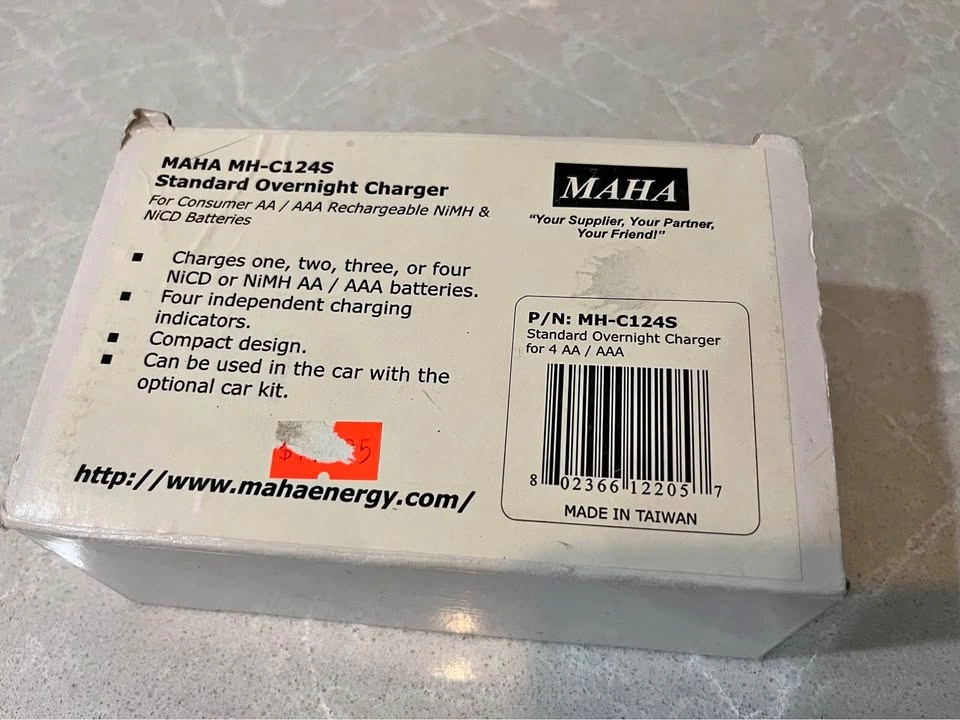 MAHA MH-C124S
Standard Overnight Charger
For Consumer AA / AAA Rechargeable NiMH &
NiCD Batteries
▪ Charges one, two, three, or four
NiCD or NiMH AA / AAA batteries.
▪ Four independent charging
indicators.
▪ Compact design.
▪ Can be used in the car with the
optional car kit.
http://www.mahaenergy.com/
MAHA
“Your Supplier, Your Partner,
Your Friend!”
P/N: MH-C124S
Standard Overnight Charger
for 4 AA / AAA
8 02366 12205 7
MADE IN TAIWAN